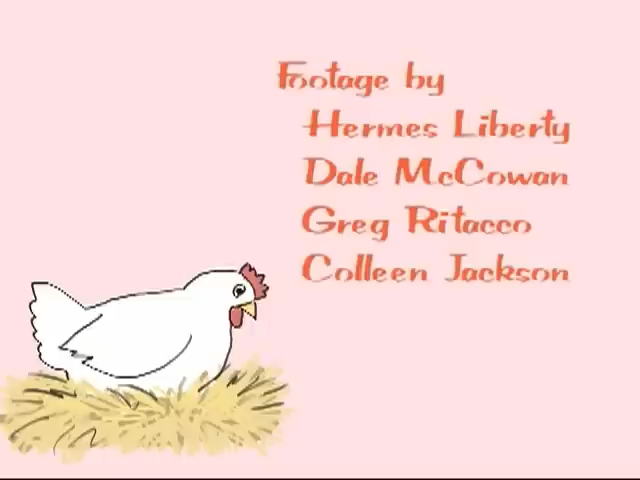 Footage by
Hermes Liberty
Dale McCowan
Greg Ritacco
Colleen Jackson